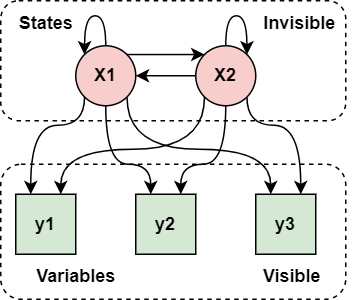 States Invisible
X1 X2
y1 y2 y3
Variables Visible